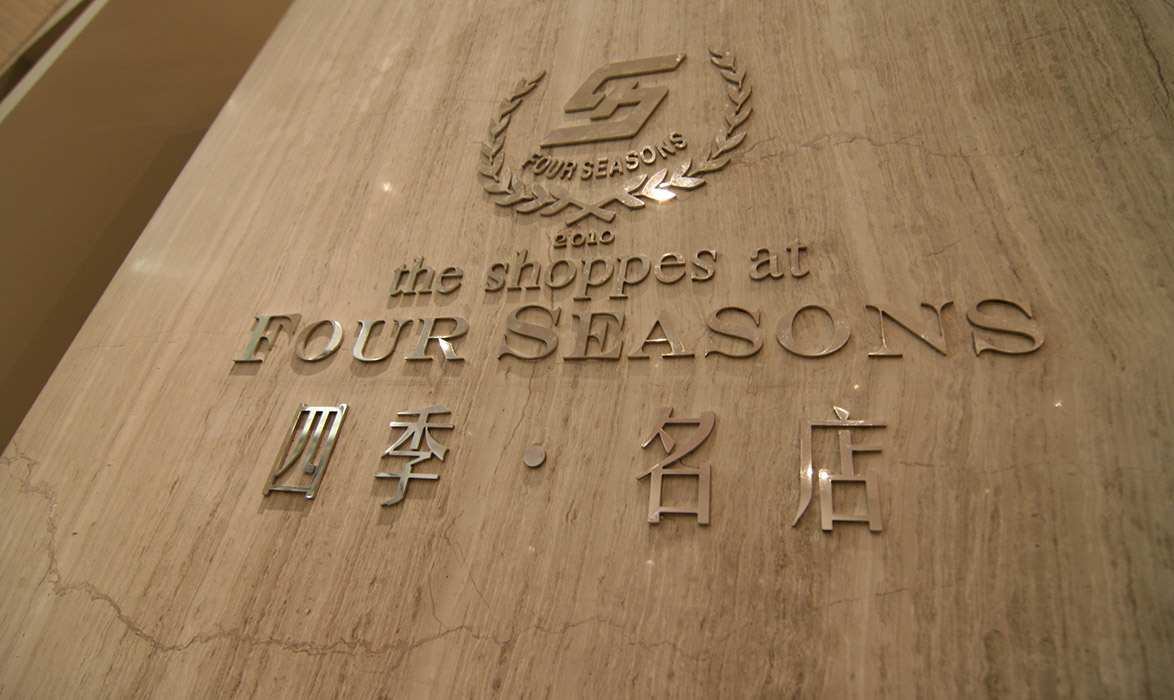 FOUR SEASONS
2010
the shoppes at
FOUR SEASONS
四季·名店